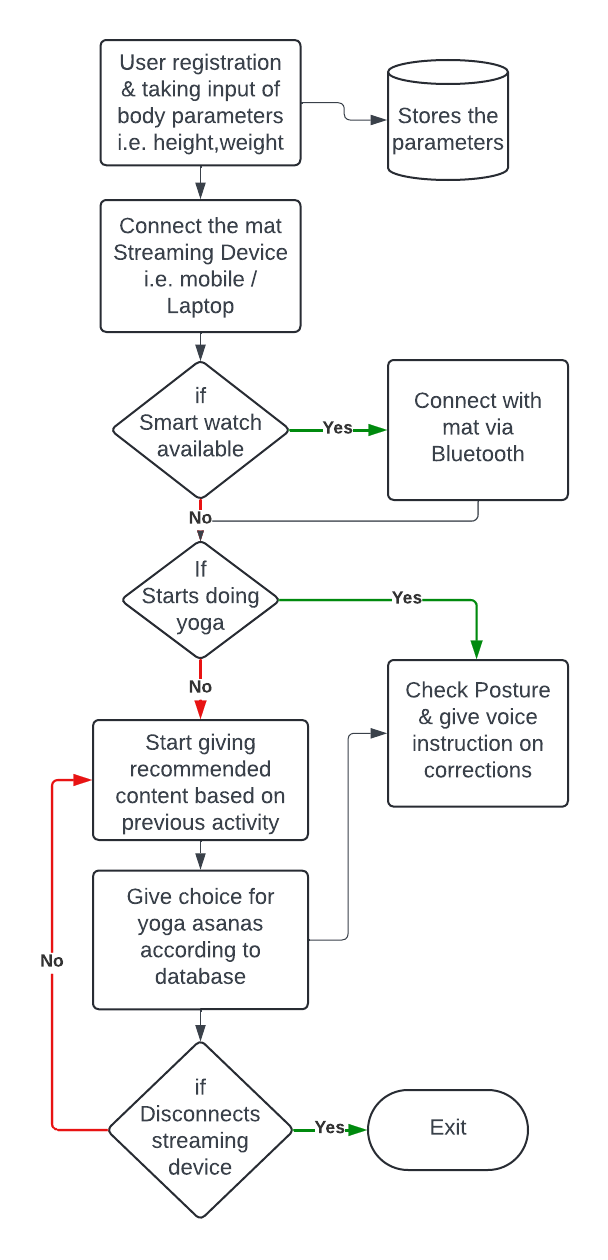 User registration
& taking input of
body parameters
i.e. height,weight
Stores the
parameters
Connect the mat
Streaming Device
i.e. mobile /
Laptop
if
Smart watch
available
Yes
Connect with
mat via
Bluetooth
No
If
Starts doing
yoga
Yes
No
Check Posture
& give voice
instruction on
corrections
Start giving
recommended
content based on
previous activity
Give choice for
yoga asanas
according to
database
No
if
Disconnects
streaming
device
Yes
Exit